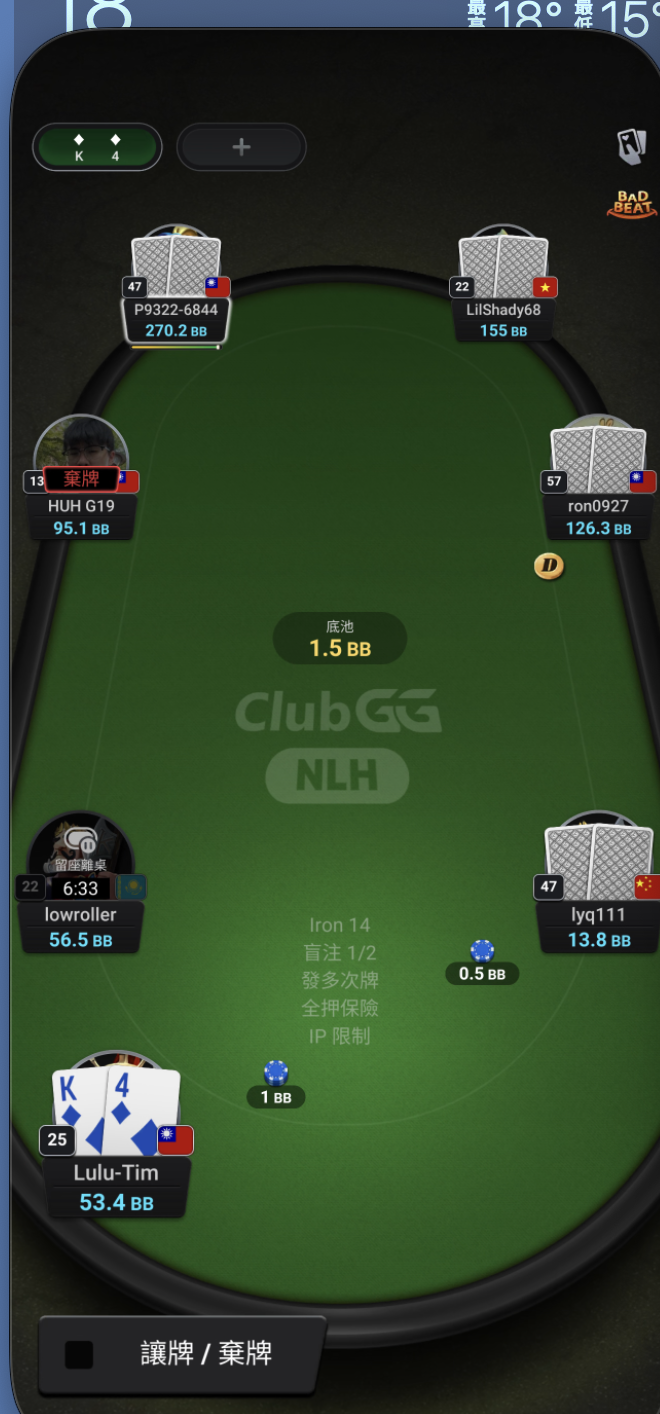 18
最高 18° 最低 15°
K 4
+
BAD BEAT
47
P9322-6844
270.2 BB
22
LilShady68
155 BB
13
棄牌
HUH G19
95.1 BB
57
ron0927
126.3 BB
D
底池
1.5 BB
ClubGG
NLH
留座離桌
22
6:33
lowroller
56.5 BB
47
lyq111
13.8 BB
Iron 14
盲注 1/2
發多次牌
全押保險
IP 限制
0.5 BB
1 BB
K 4
25
Lulu-Tim
53.4 BB
讓牌 / 棄牌